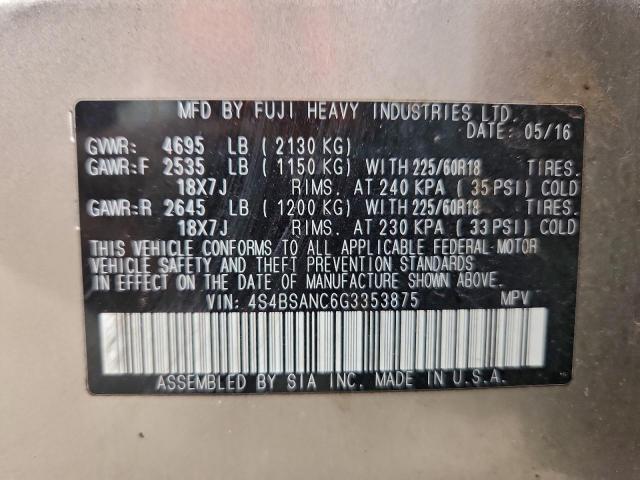 MFD BY FUJI HEAVY INDUSTRIES LTD.
DATE: 05/16
GVWR: 4695 LB ( 2130 KG)
GAWR:F 2535 LB ( 1150 KG) WITH 225/60R18 TIRES.
18X7J RIMS. AT 240 KPA ( 35 PSI) COLD
GAWR:R 2645 LB ( 1200 KG) WITH 225/60R18 TIRES.
18X7J RIMS. AT 230 KPA ( 33 PSI) COLD
THIS VEHICLE CONFORMS TO ALL APPLICABLE FEDERAL MOTOR
VEHICLE SAFETY AND THEFT PREVENTION STANDARDS
IN EFFECT ON THE DATE OF MANUFACTURE SHOWN ABOVE.
VIN: 4S4BSANC6G3353875 MPV
ASSEMBLED BY SIA INC. MADE IN U.S.A.